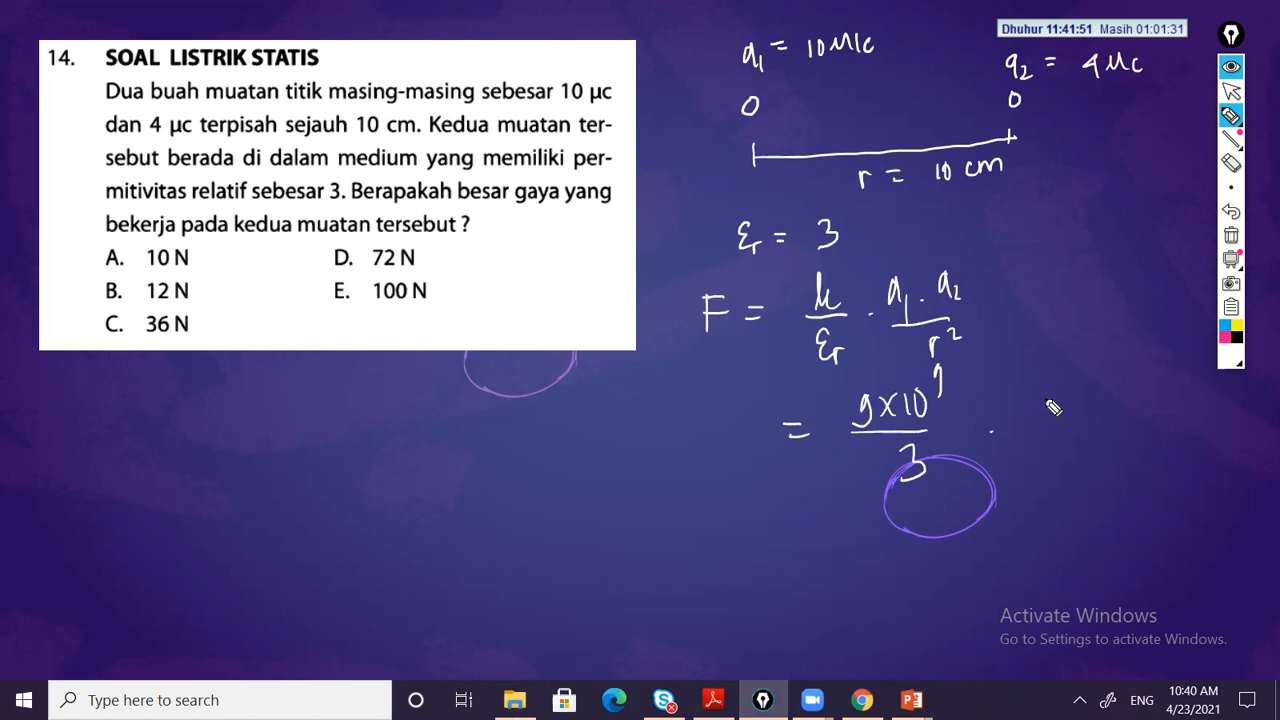 14. SOAL LISTRIK STATIS
Dua buah muatan titik masing-masing sebesar 10 µc
dan 4 µc terpisah sejauh 10 cm. Kedua muatan ter-
sebut berada di dalam medium yang memiliki per-
mitivitas relatif sebesar 3. Berapakah besar gaya yang
bekerja pada kedua muatan tersebut ?
A. 10 N
B. 12 N
C. 36 N
D. 72 N
E. 100 N
Dhuhur 11:41:51 Masih 01:01:31
q₁ = 10 µC
q₂ = 4 µC
r = 10 cm
εr = 3
F = k/εr · q₁ · q₂/r²
= 9×10⁹/3 ·
Activate Windows
Go to Settings to activate Windows.
Type here to search
ENG
10:40 AM
4/23/2021